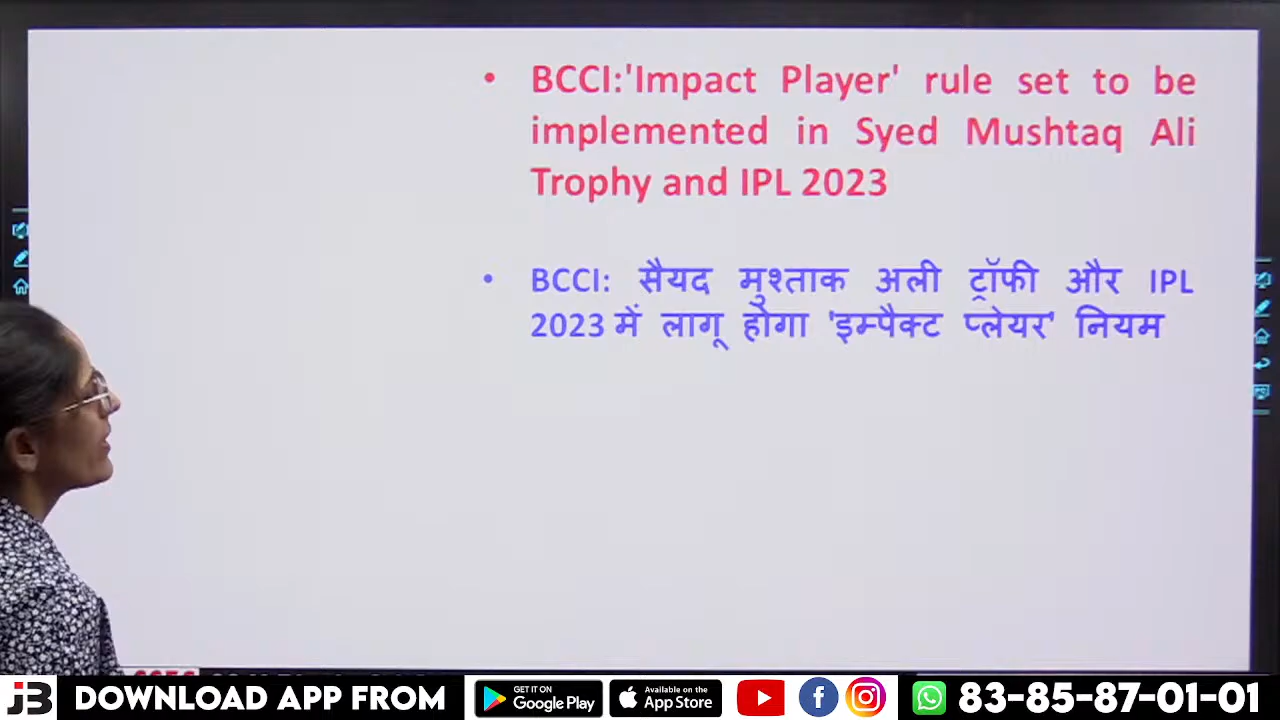 • BCCI:'Impact Player' rule set to be
implemented in Syed Mushtaq Ali
Trophy and IPL 2023
• BCCI: सैयद मुश्ताक अली ट्रॉफी और IPL
2023 में लागू होगा 'इम्पैक्ट प्लेयर' नियम
JB DOWNLOAD APP FROM GET IT ON Google Play Available on the App Store 83-85-87-01-01